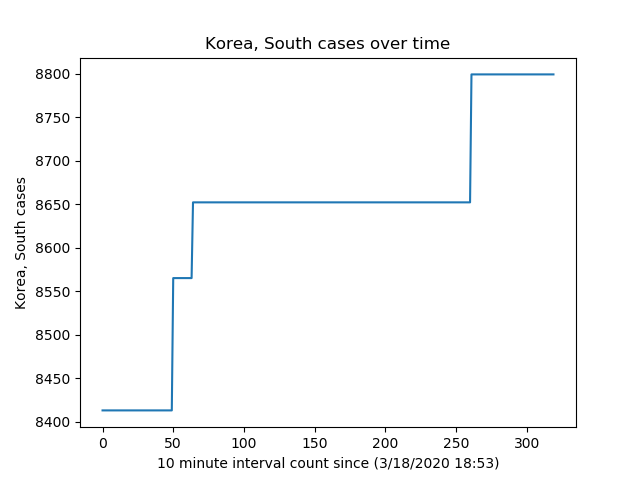 Korea, South cases over time
8800
8750
8700
8650
8600
8550
8500
8450
8400
Korea, South cases
0 50 100 150 200 250 300
10 minute interval count since (3/18/2020 18:53)